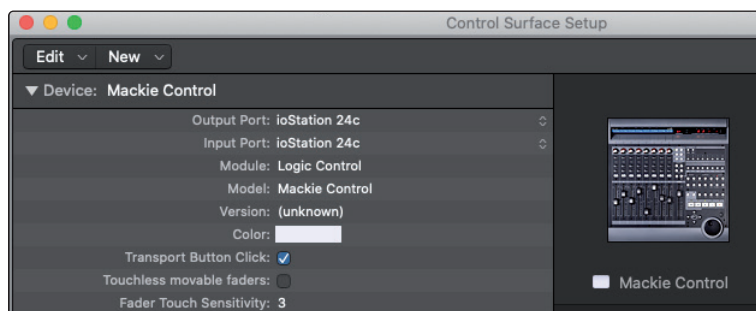 Control Surface Setup
Edit New
Device: Mackie Control
Output Port: ioStation 24c
Input Port: ioStation 24c
Module: Logic Control
Model: Mackie Control
Version: (unknown)
Color:
Transport Button Click:
Touchless movable faders:
Fader Touch Sensitivity: 3
Mackie Control